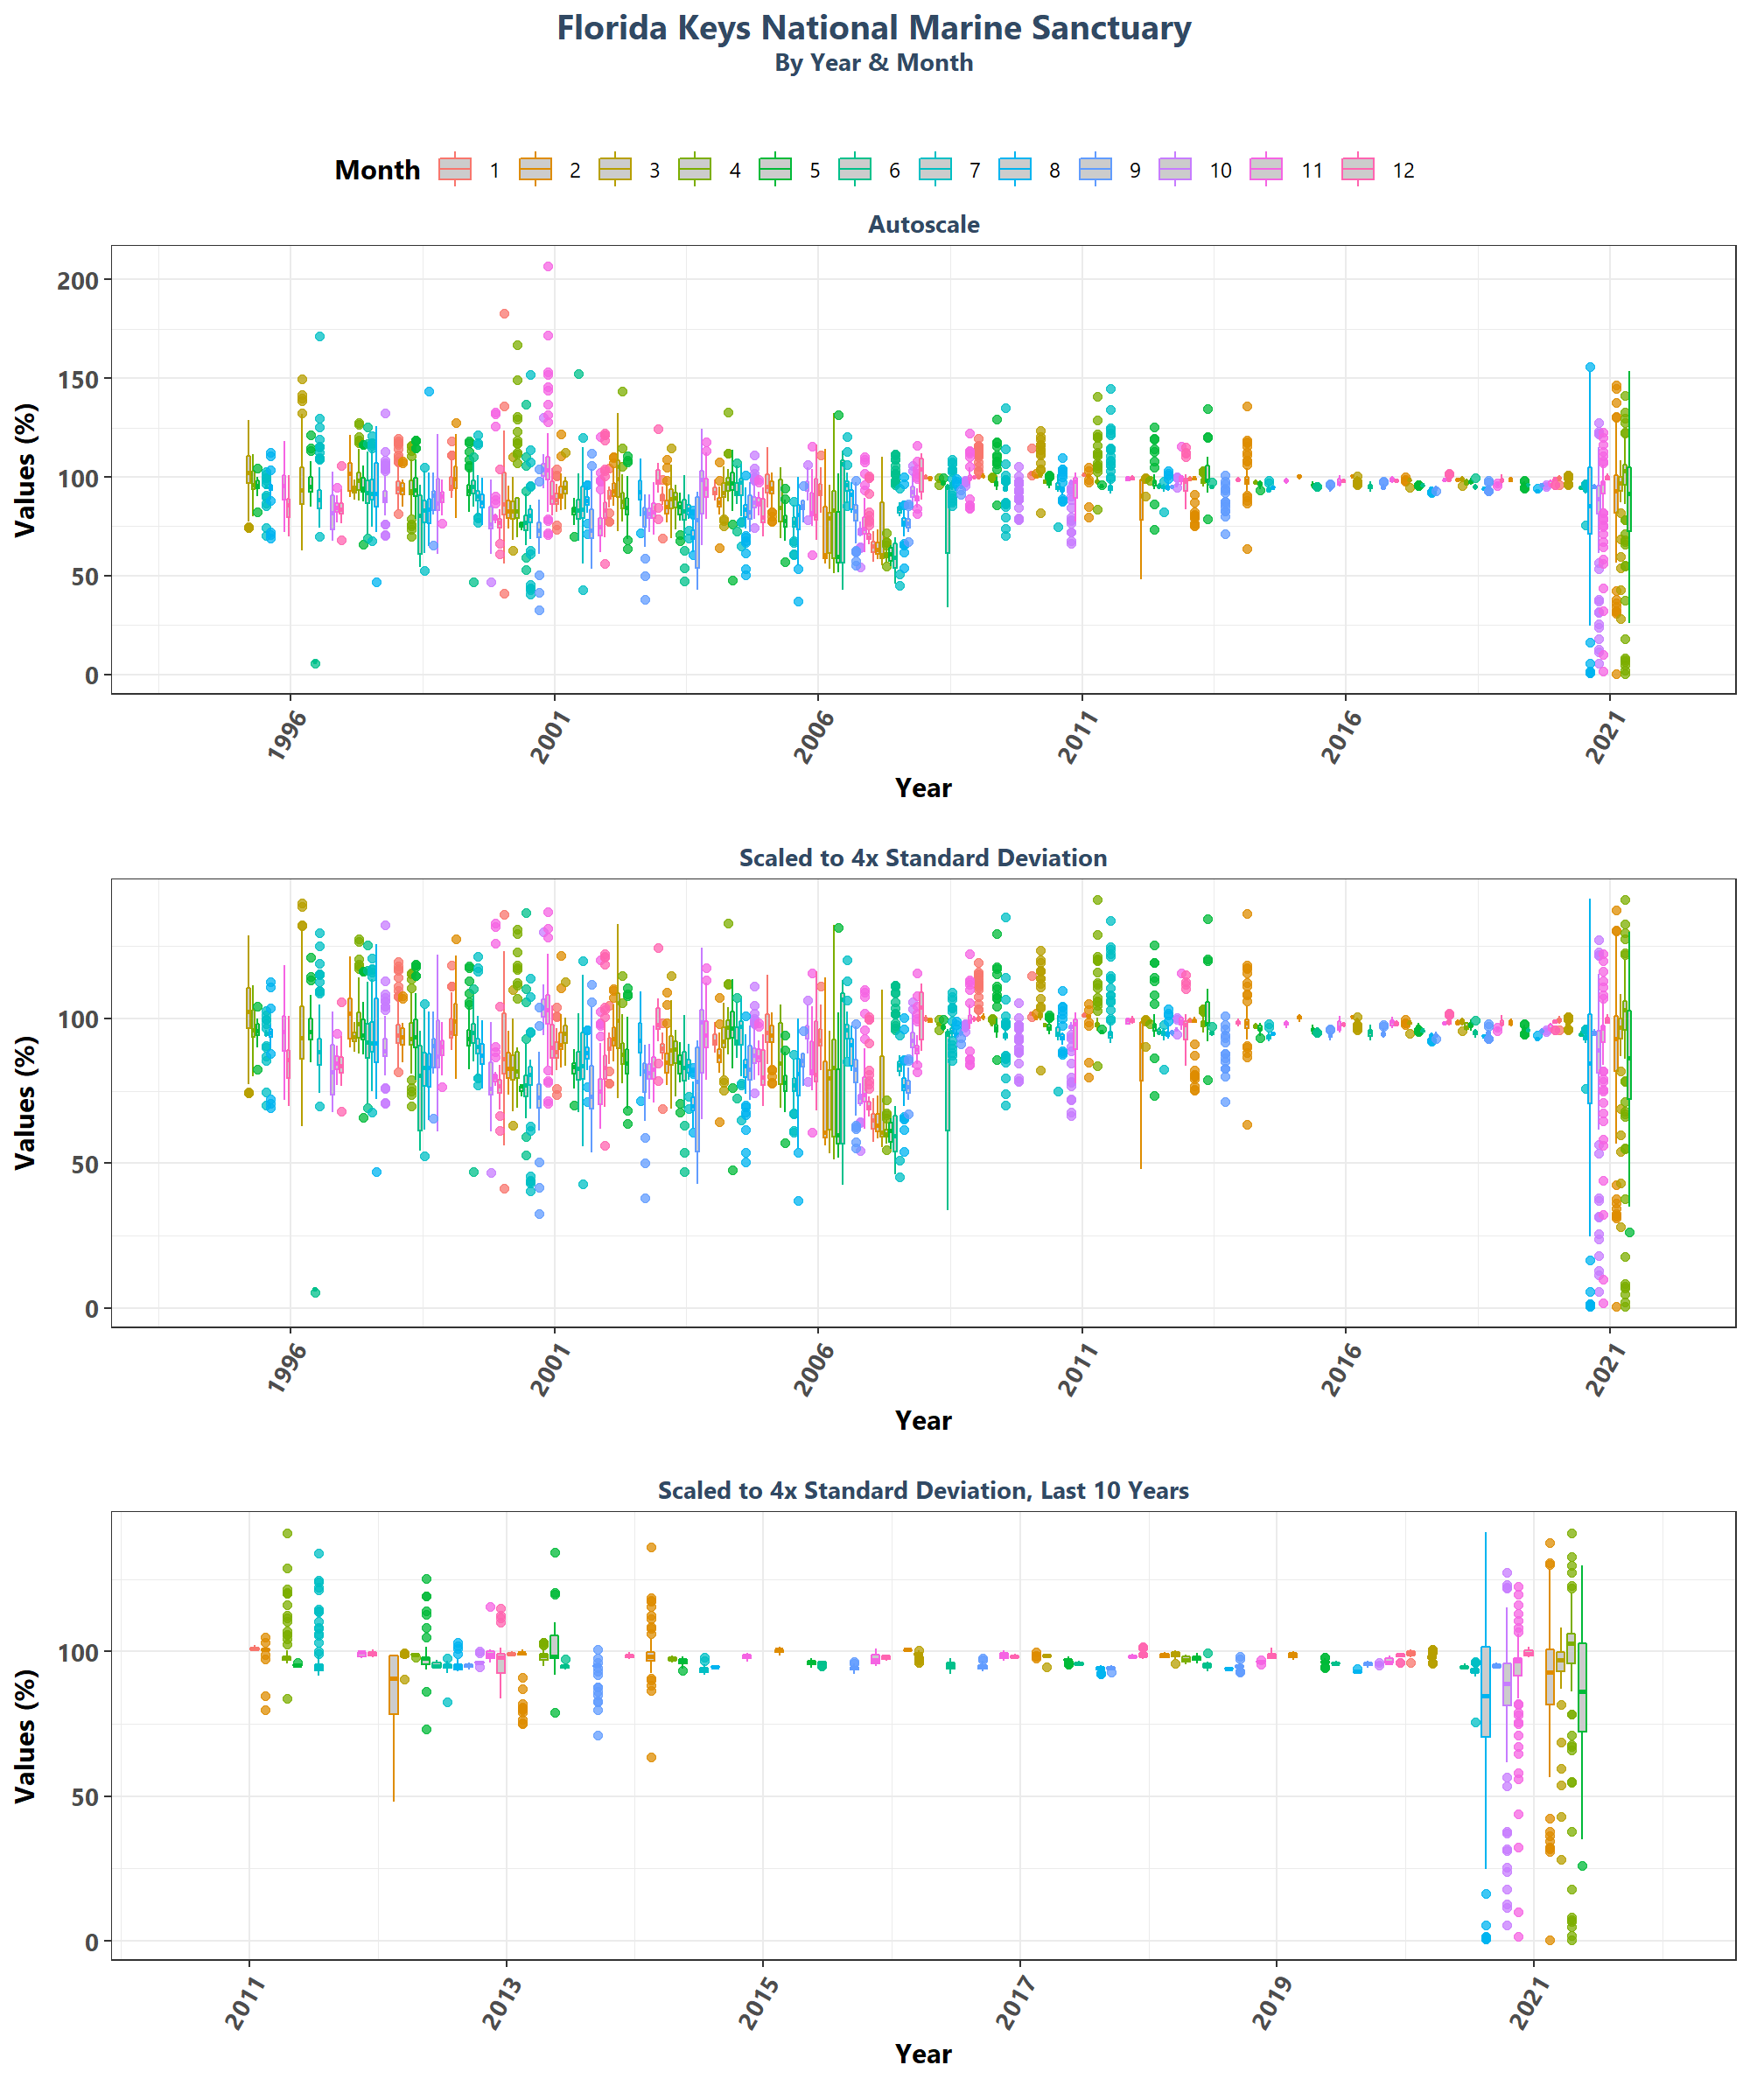 Florida Keys National Marine Sanctuary
By Year & Month
Month 1 2 3 4 5 6 7 8 9 10 11 12
Autoscale
Values (%)
200
150
100
50
0
1996 2001 2006 2011 2016 2021
Year
Scaled to 4x Standard Deviation
Values (%)
100
50
0
1996 2001 2006 2011 2016 2021
Year
Scaled to 4x Standard Deviation, Last 10 Years
Values (%)
100
50
0
2011 2013 2015 2017 2019 2021
Year